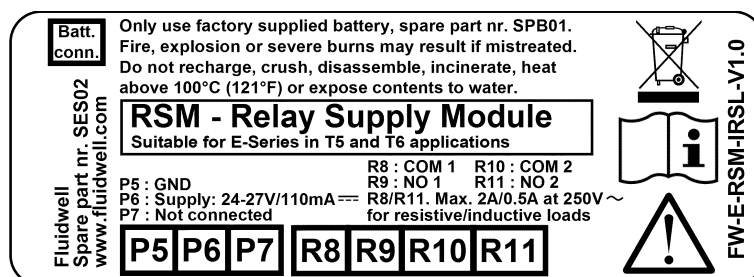 Batt.
conn.
Only use factory supplied battery, spare part nr. SPB01.
Fire, explosion or severe burns may result if mistreated.
Do not recharge, crush, disassemble, incinerate, heat
above 100°C (121°F) or expose contents to water.
RSM - Relay Supply Module
Suitable for E-Series in T5 and T6 applications
P5 : GND
P6 : Supply: 24-27V/110mA
P7 : Not connected
R8 : COM 1 R10 : COM 2
R9 : NO 1 R11 : NO 2
R8/R11. Max. 2A/0.5A at 250V ~
for resistive/inductive loads
P5 P6 P7 R8 R9 R10 R11
Fluidwell
Spare part nr. SES02
www.fluidwell.com
i
FW-E-RSM-IRSL-V1.0